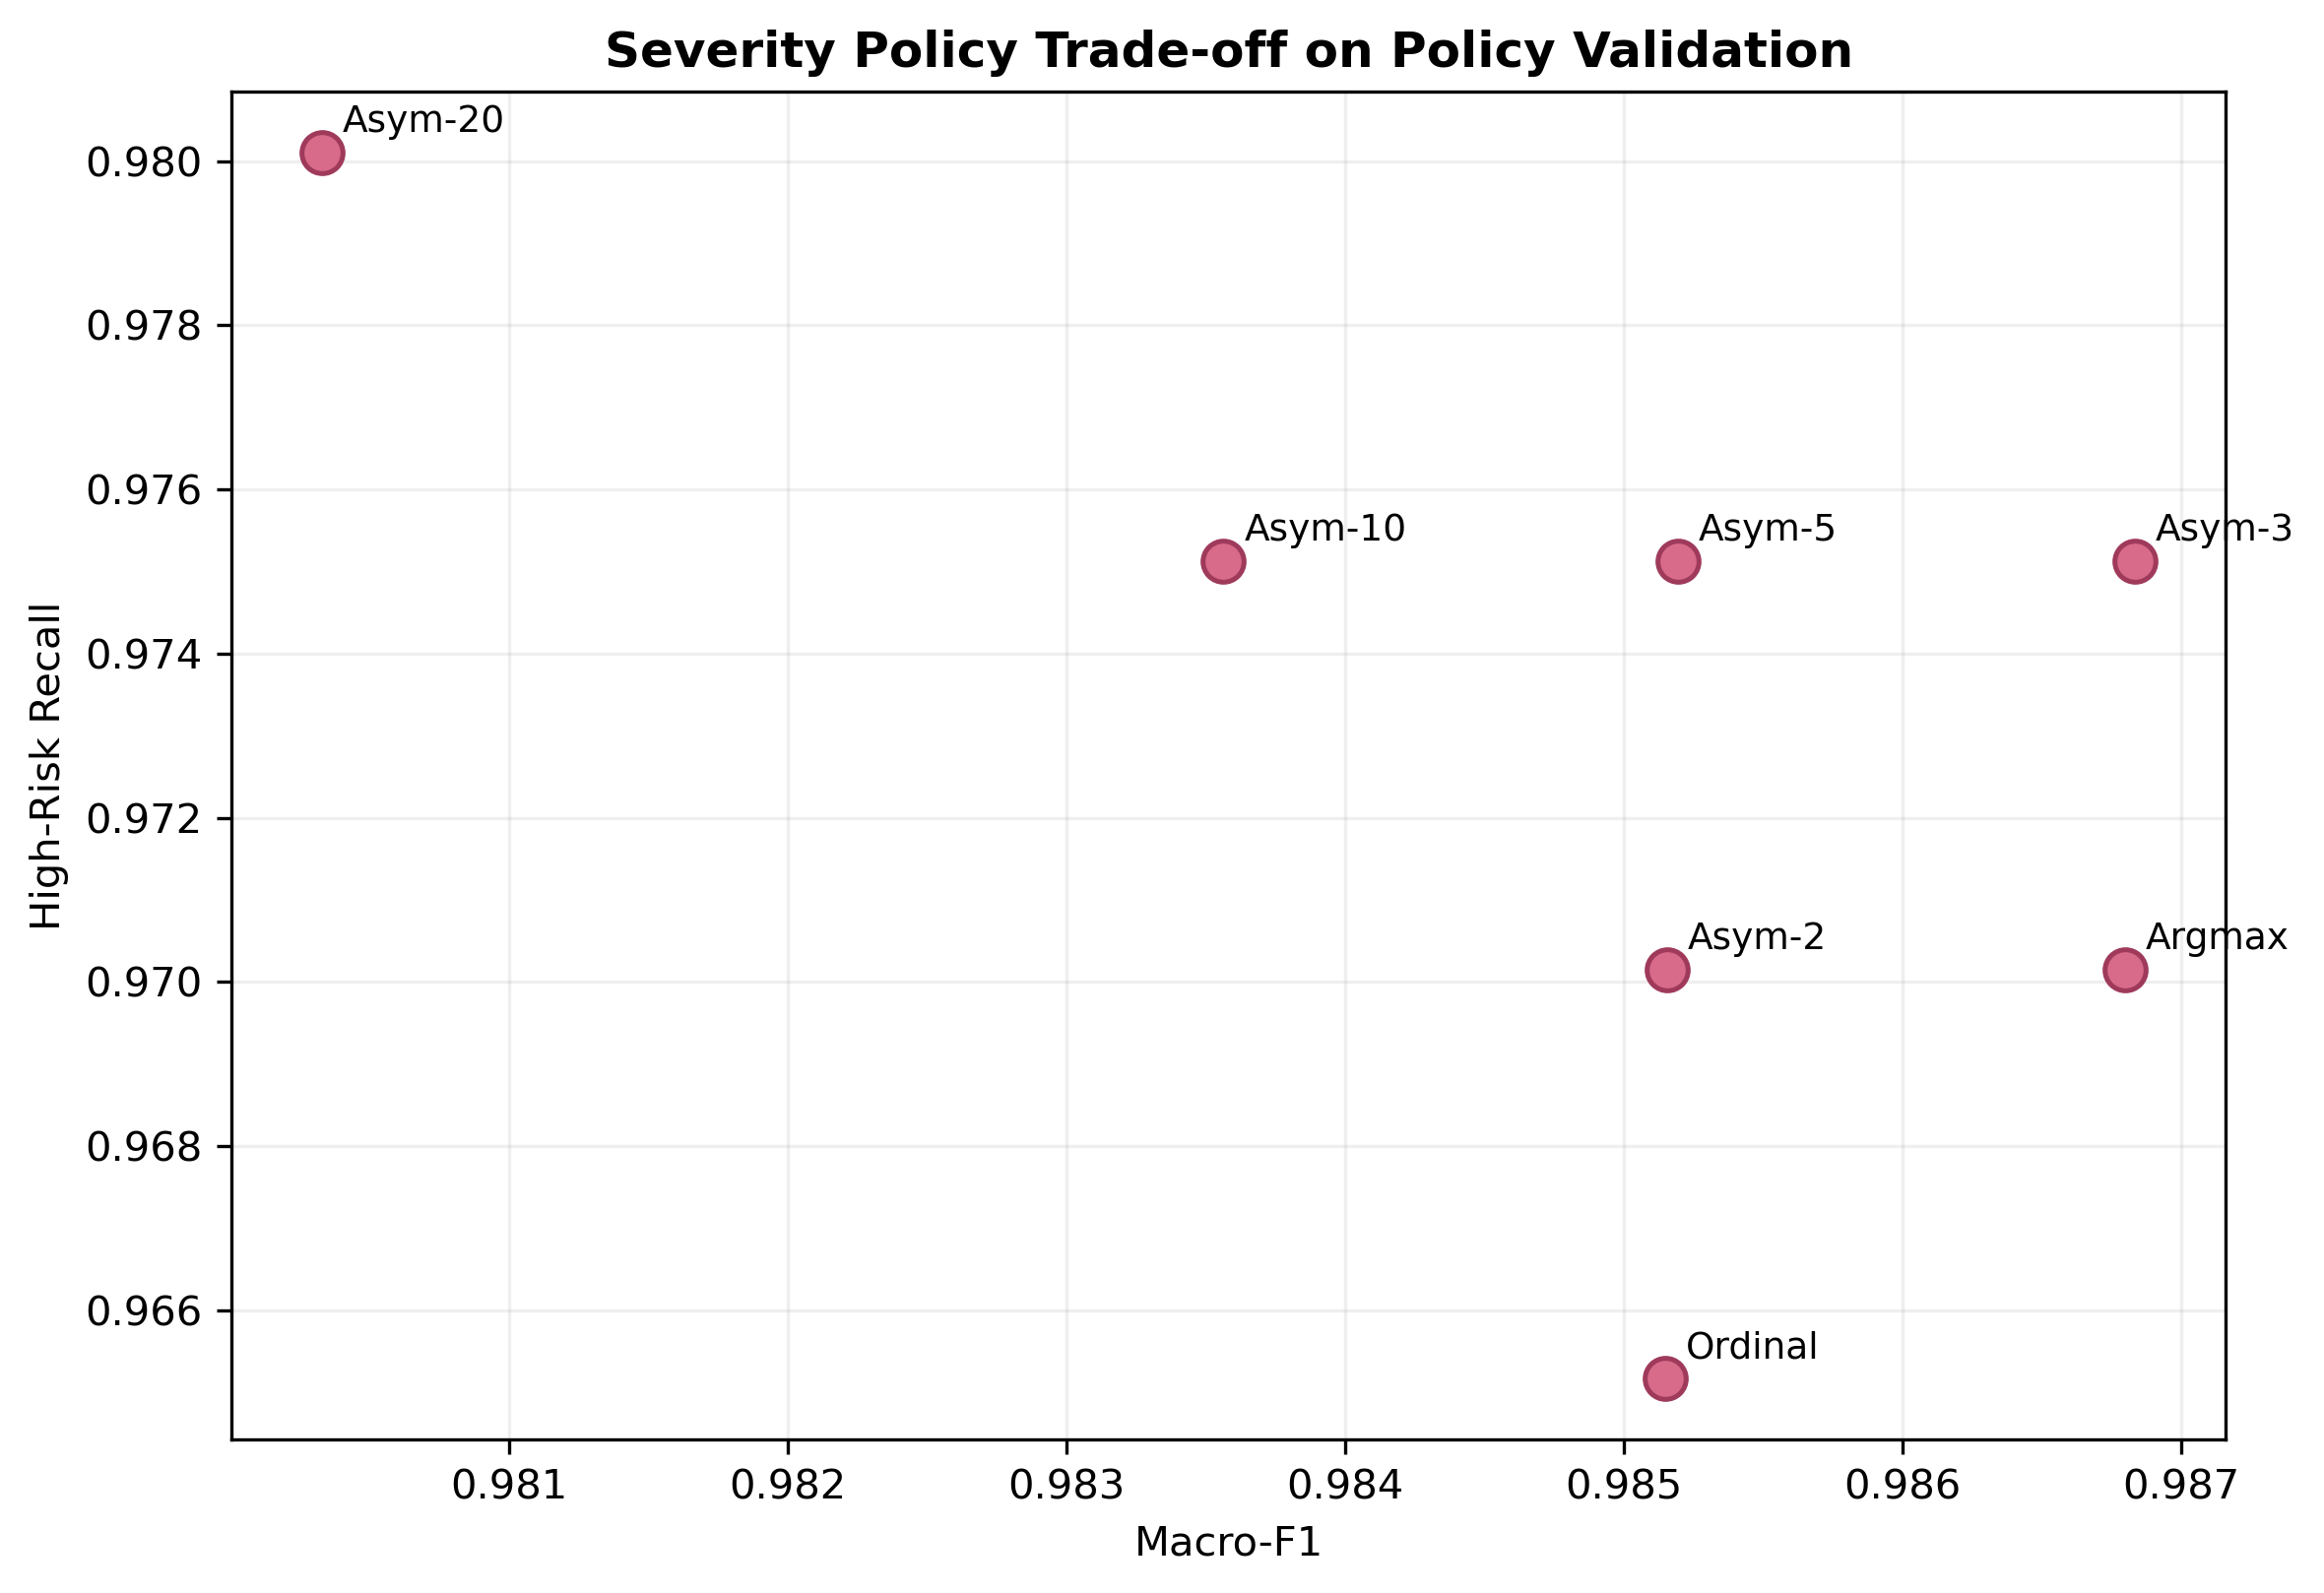 Severity Policy Trade-off on Policy Validation
Asym-20
0.980
0.978
0.976
Asym-10
Asym-5
Asym-3
0.974
High-Risk Recall
0.972
Asym-2
Argmax
0.970
0.968
0.966
Ordinal
0.981
0.982
0.983
0.984
0.985
0.986
0.987
Macro-F1